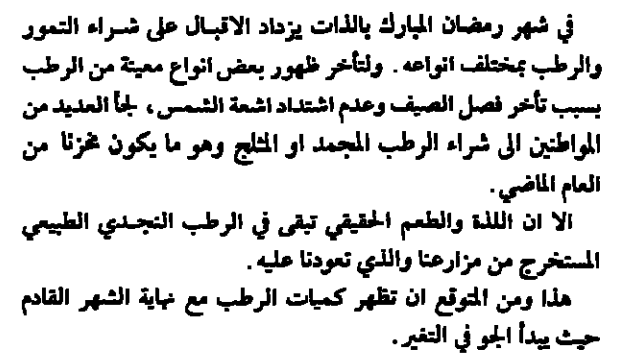 في شهر رمضان المبارك بالذات يزداد الاقبال على شراء التمور
والرطب بمختلف انواعه . ولتأخر ظهور بعض انواع معينة من الرطب
بسبب تأخر فصل الصيف وعدم اشتداد اشعة الشمس ، لجأ العديد من
المواطنين الى شراء الرطب المجمد او المثلج وهو ما يكون مخزنا من
العام الماضي .
الا ان اللذة والطعم الحقيقي تبقى في الرطب النجدي الطبيعي
المستخرج من مزارعنا والذي تعودنا عليه .
هذا ومن المتوقع ان تظهر كميات الرطب مع نهاية الشهر القادم
حيث يبدأ الجو في التغير .